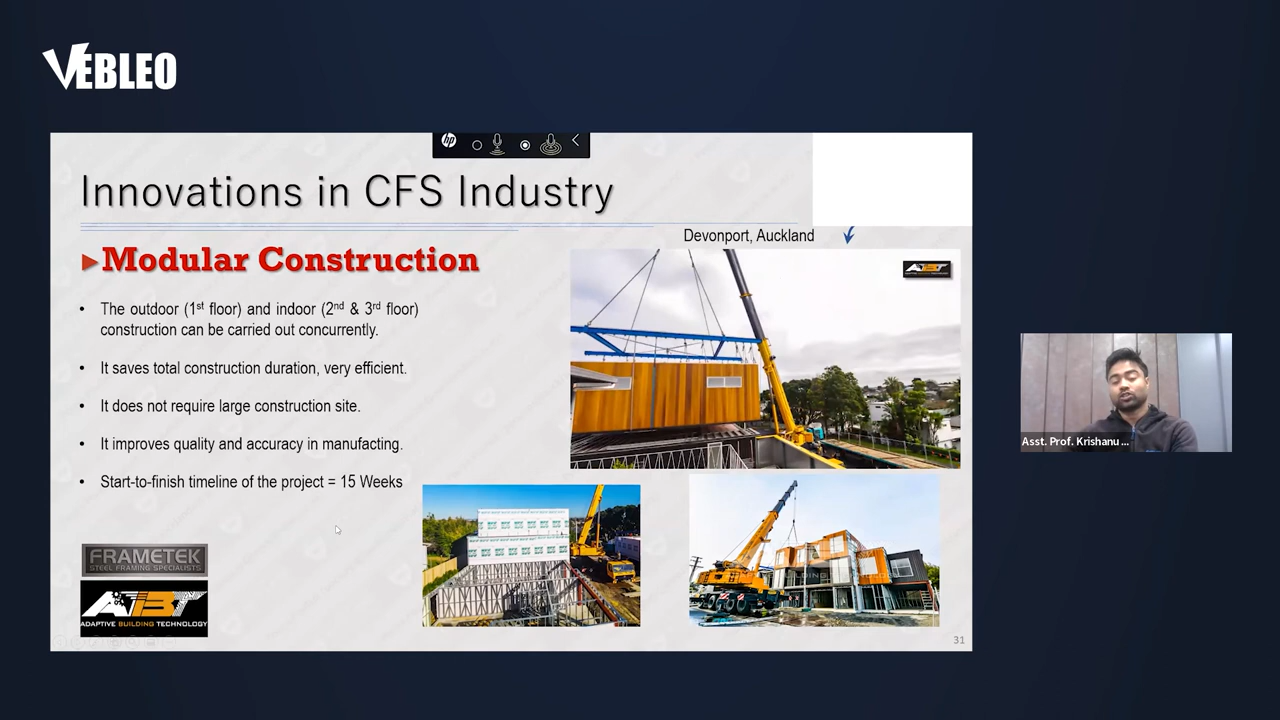 VEBLEO
hp
Innovations in CFS Industry
Devonport, Auckland
Modular Construction
AiBT
• The outdoor (1st floor) and indoor (2nd & 3rd floor)
construction can be carried out concurrently.
• It saves total construction duration, very efficient.
• It does not require large construction site.
• It improves quality and accuracy in manufacting.
• Start-to-finish timeline of the project = 15 Weeks
FRAMETEK
STEEL FRAMING SPECIALISTS
AiBT
ADAPTIVE BUILDING TECHNOLOGY
31
Asst. Prof. Krishanu ...